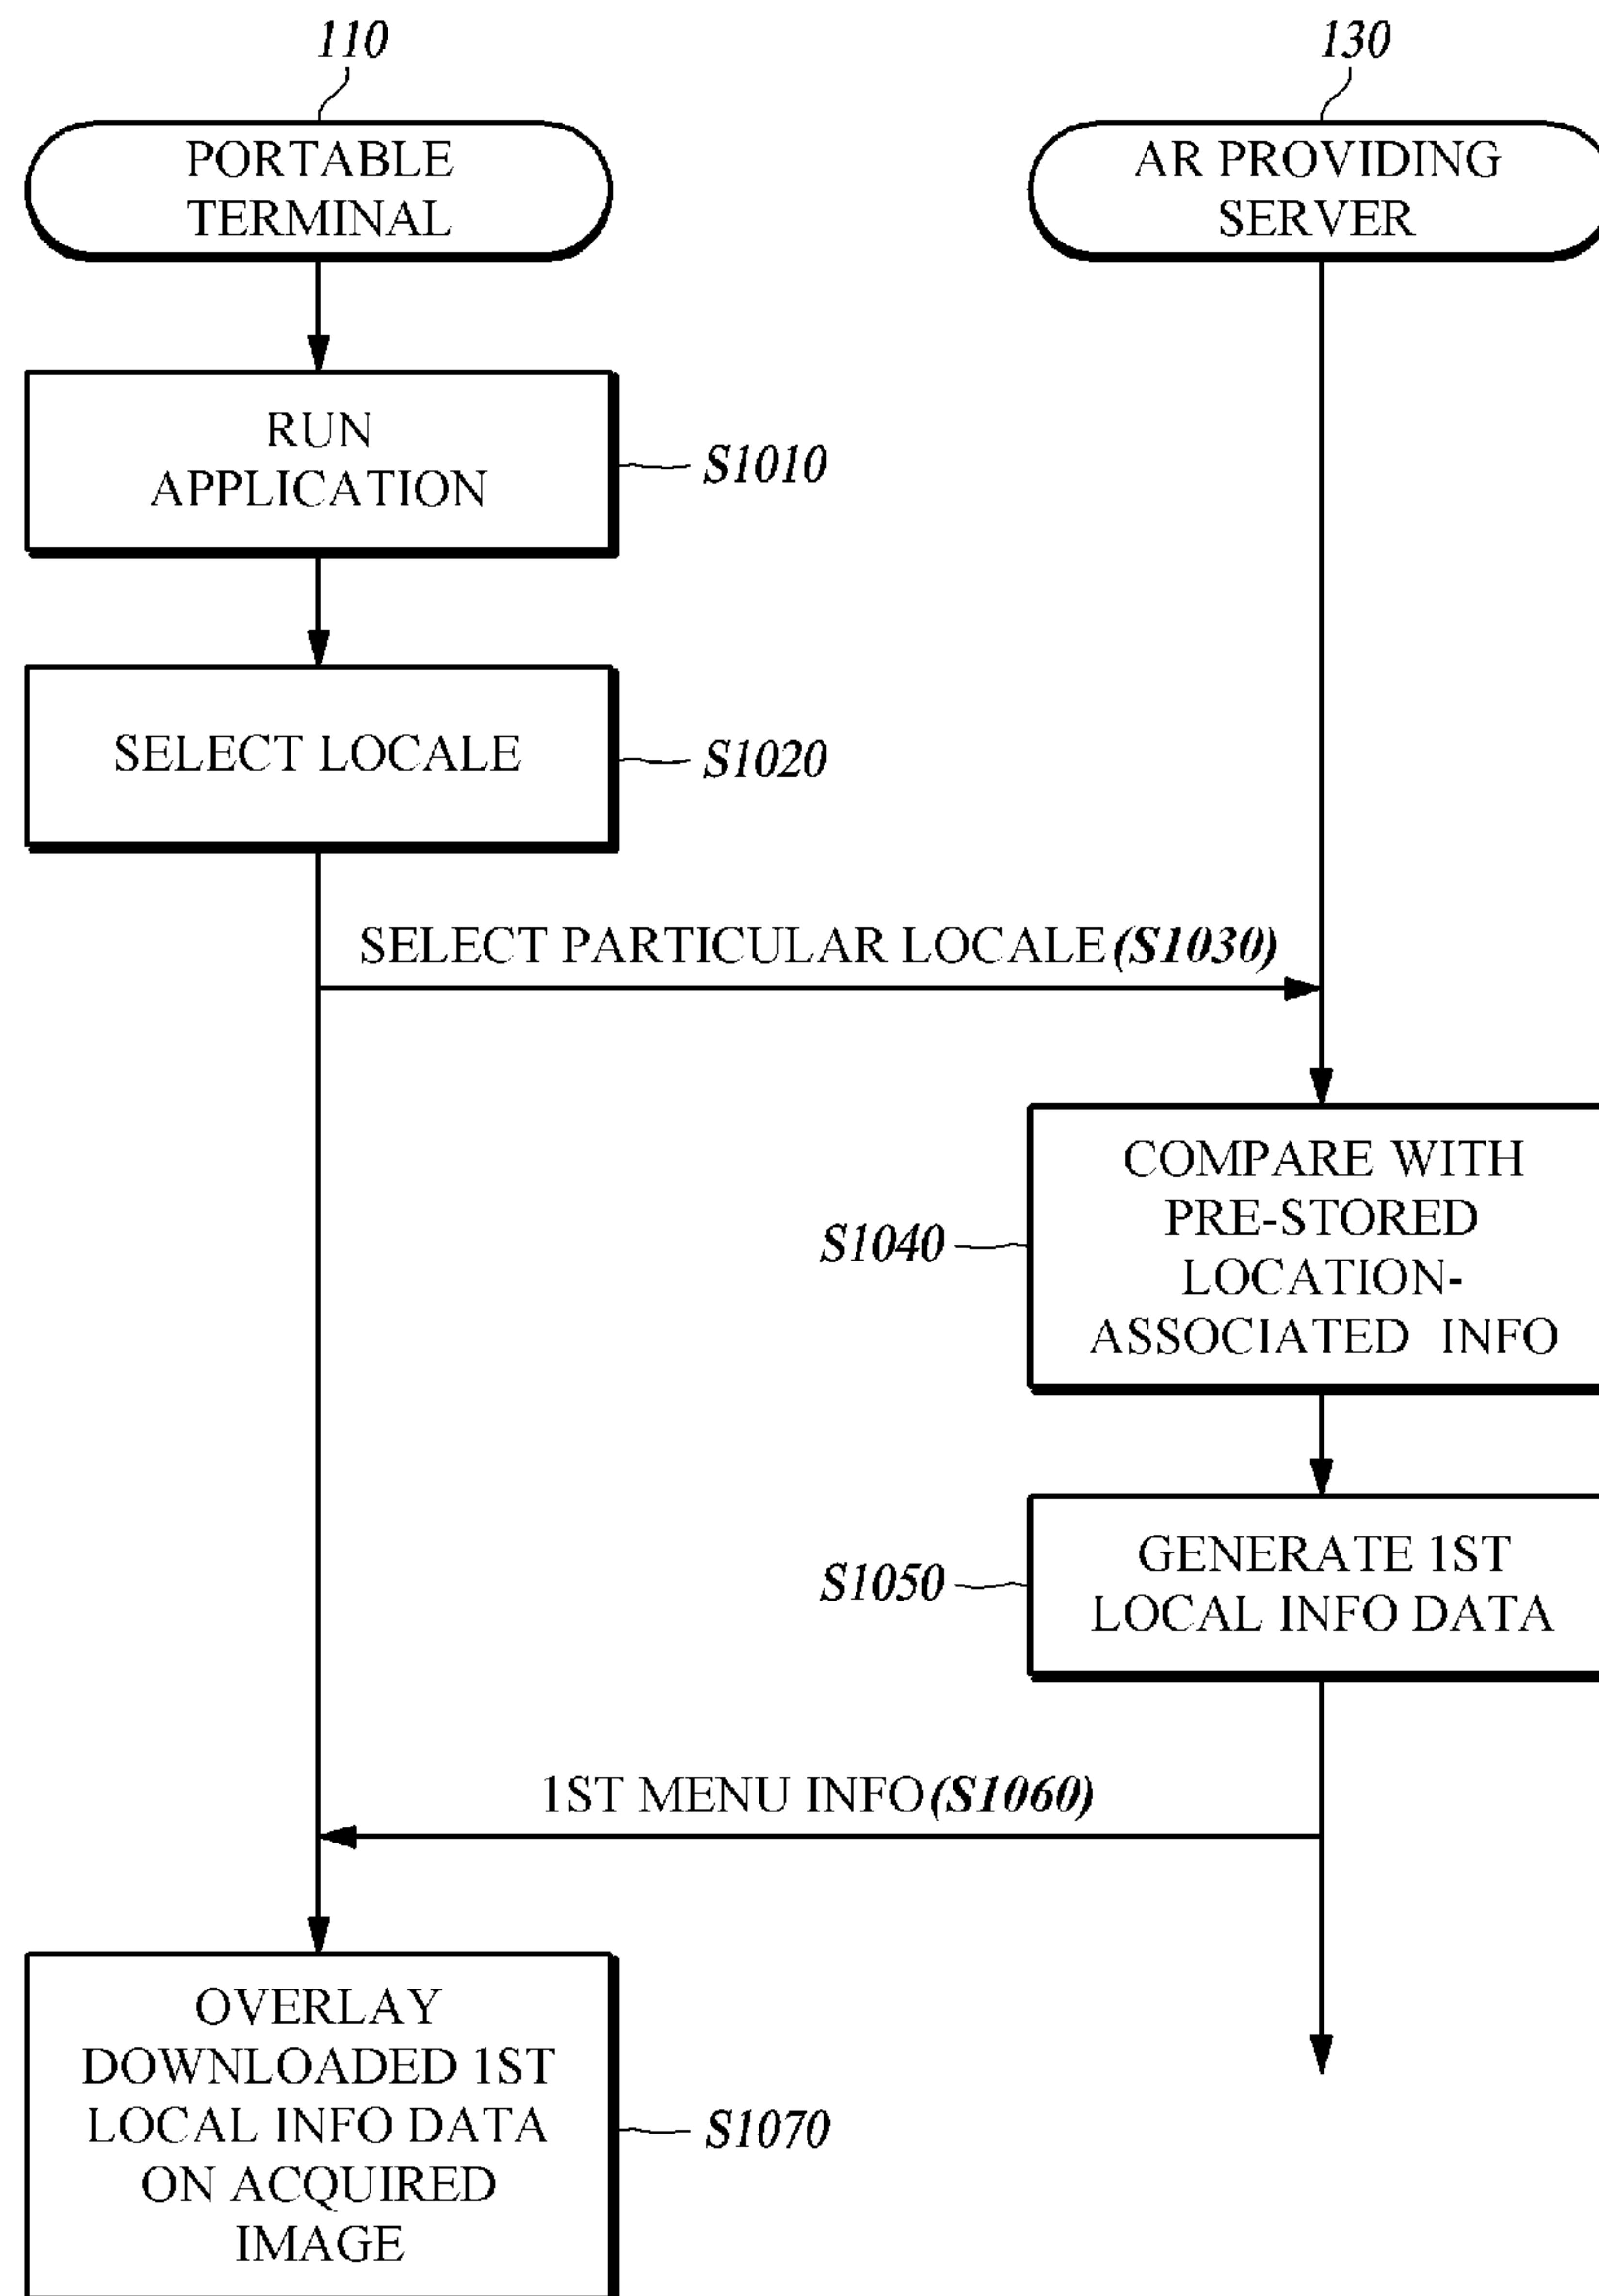 110
130
PORTABLE
TERMINAL
AR PROVIDING
SERVER
RUN
APPLICATION
S1010
SELECT LOCALE
S1020
SELECT PARTICULAR LOCALE(S1030)
COMPARE WITH
PRE-STORED
LOCATION-
ASSOCIATED INFO
S1040
GENERATE 1ST
LOCAL INFO DATA
S1050
1ST MENU INFO(S1060)
OVERLAY
DOWNLOADED 1ST
LOCAL INFO DATA
ON ACQUIRED
IMAGE
S1070